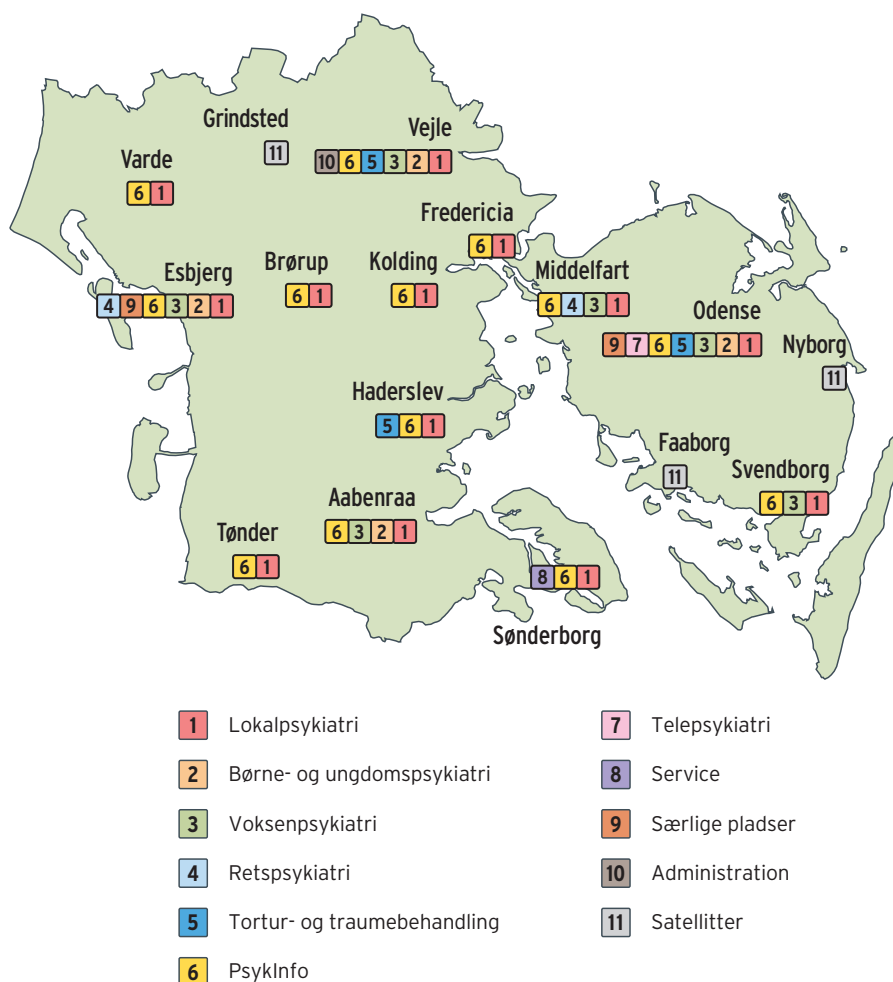 Grindsted
11
Vejle
10 6 5 3 2 1
Varde
6 1
Fredericia
6 1
Esbjerg
4 9 6 3 2 1
Brørup
6 1
Kolding
6 1
Middelfart
6 4 3 1
Odense
9 7 6 5 3 2 1
Nyborg
11
Haderslev
5 6 1
Faaborg
11
Svendborg
6 3 1
Aabenraa
6 3 2 1
Tønder
6 1
8 6 1
Sønderborg
1 Lokalpsykiatri
2 Børne- og ungdomspsykiatri
3 Voksenpsykiatri
4 Retspsykiatri
5 Tortur- og traumebehandling
6 PsykInfo
7 Telepsykiatri
8 Service
9 Særlige pladser
10 Administration
11 Satellitter